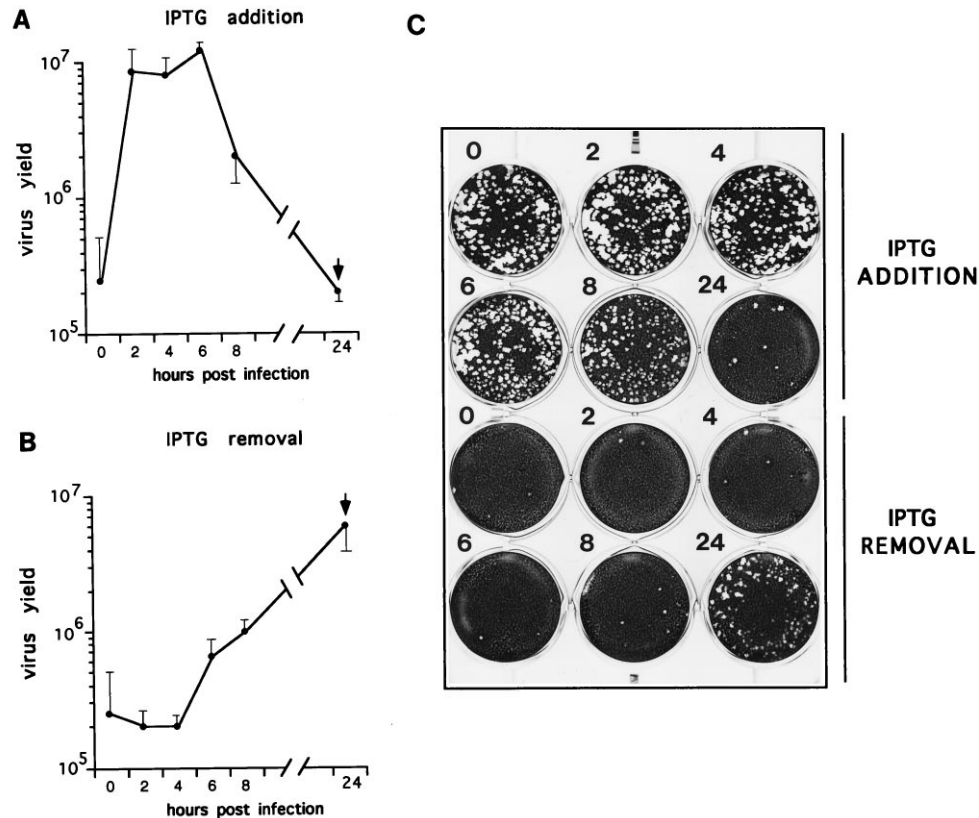 A
IPTG addition
10^7
10^6
10^5
virus yield
0 2 4 6 8 24
hours post infection
B
IPTG removal
10^7
10^6
10^5
virus yield
0 2 4 6 8 24
hours post infection
C
0 2 4
6 8 24
IPTG
ADDITION
0 2 4
6 8 24
IPTG
REMOVAL